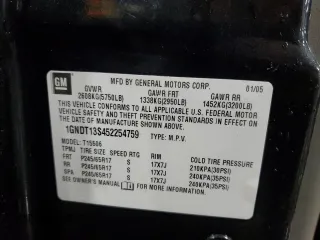 GM
MFD BY GENERAL MOTORS CORP. 01/05
GVWR GAWR FRT GAWR RR
2608KG(5750LB) 1338KG(2950LB) 1452KG(3200LB)
THIS VEHICLE CONFORMS TO ALL APPLICABLE U.S. FEDERAL MOTOR
VEHICLE SAFETY AND THEFT PREVENTION STANDARDS IN EFFECT ON
THE DATE OF MANUFACTURE SHOWN ABOVE.
1GNDT13S452254759 TYPE: M.P.V.
MODEL: T15506
TPMJ TIRE SIZE SPEED RTG RIM COLD TIRE PRESSURE
FRT P245/65R17 S 17X7J 210KPA(30PSI)
RR P245/65R17 S 17X7J 240KPA(35PSI)
SPA P245/65R17 S 17X7J 240KPA(35PSI)
SEE OWNER'S MANUAL FOR MORE INFORMATION.